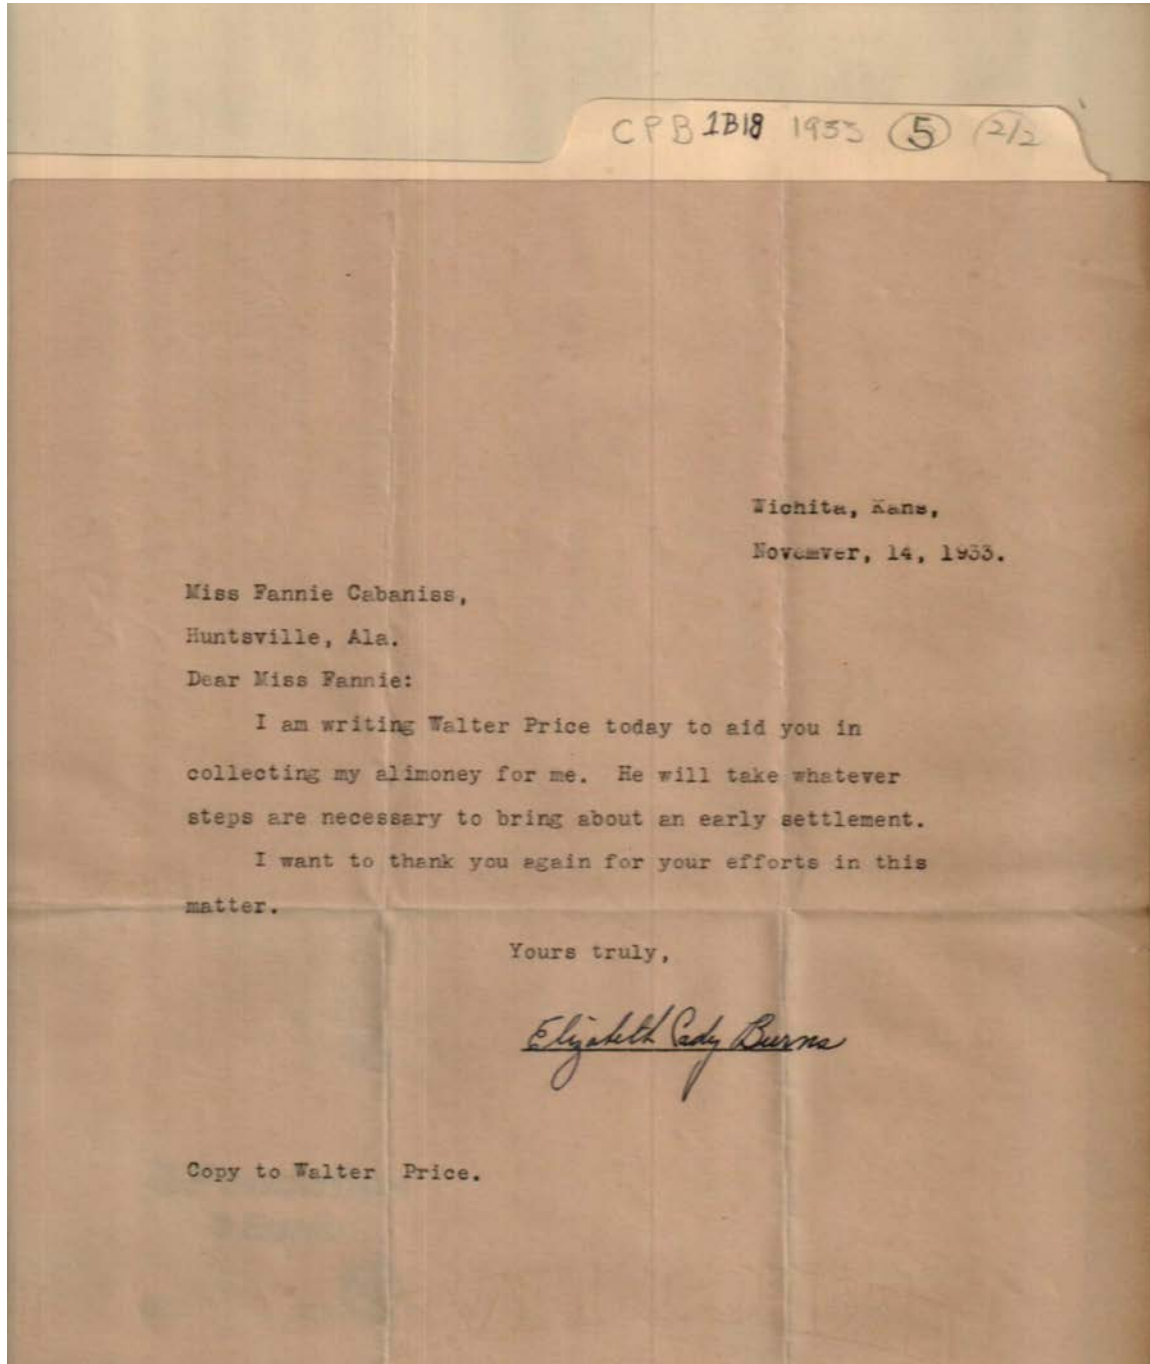 CPB 1B18 1933 5 2/2
Wichita, Kans,
Novemver, 14, 1933.
Miss Fannie Cabaniss,
Huntsville, Ala.
Dear Miss Fannie:
I am writing Walter Price today to aid you in
collecting my alimoney for me. He will take whatever
steps are necessary to bring about an early settlement.
I want to thank you again for your efforts in this
matter.
Yours truly,
Elizabeth Cady Burns
Copy to Walter Price.